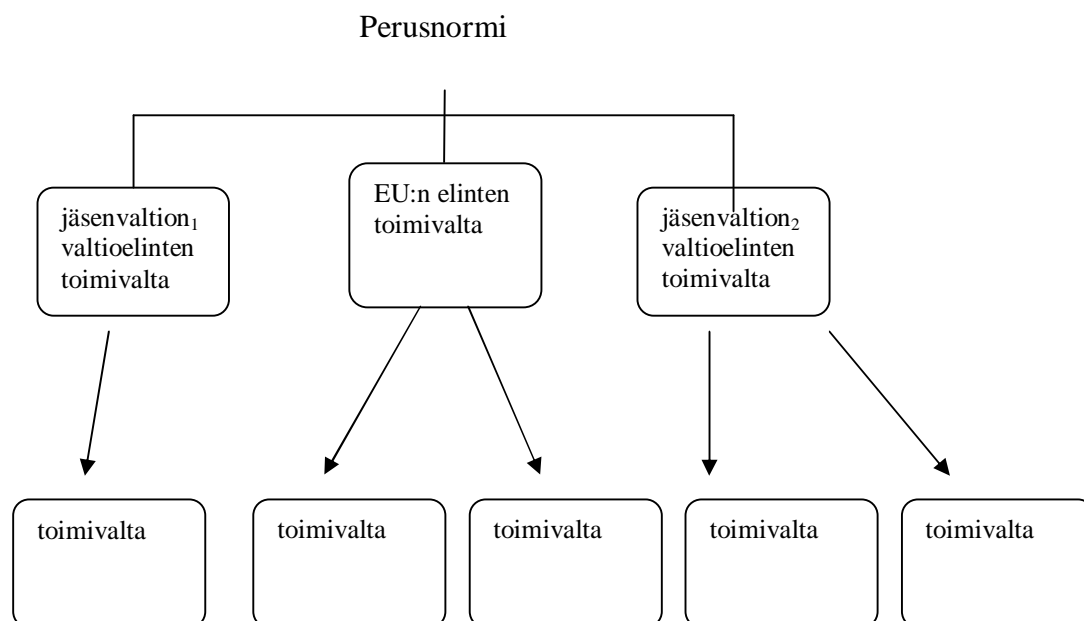 Perusnormi
jäsenvaltion₁
valtioelinten
toimivalta
EU:n elinten
toimivalta
jäsenvaltion₂
valtioelinten
toimivalta
toimivalta
toimivalta
toimivalta
toimivalta
toimivalta